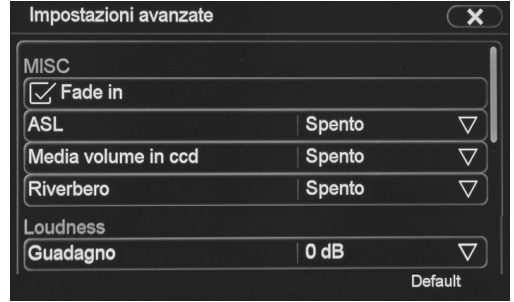 Impostazioni avanzate
MISC
Fade in
ASL Spento
Media volume in ccd Spento
Riverbero Spento
Loudness
Guadagno 0 dB
Default